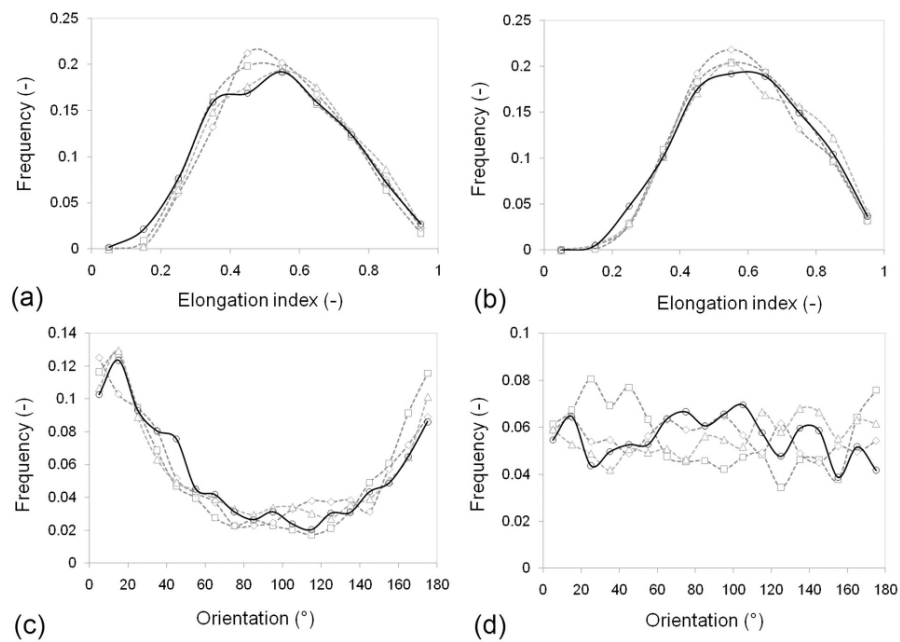 0.25
0.2
0.15
0.1
0.05
0
0 0.2 0.4 0.6 0.8 1
Frequency (-)
Elongation index (-)
(a)
0.25
0.2
0.15
0.1
0.05
0
0 0.2 0.4 0.6 0.8 1
Frequency (-)
Elongation index (-)
(b)
0.14
0.12
0.1
0.08
0.06
0.04
0.02
0
0 20 40 60 80 100 120 140 160 180
Frequency (-)
Orientation (°)
(c)
0.1
0.08
0.06
0.04
0.02
0
0 20 40 60 80 100 120 140 160 180
Frequency (-)
Orientation (°)
(d)